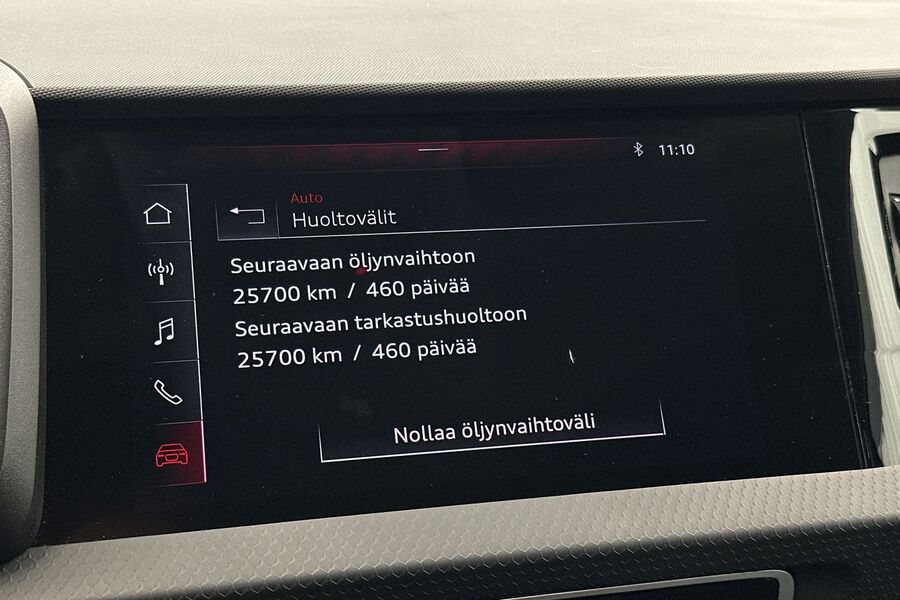 11:10
Auto
Huoltovälit
Seuraavaan öljynvaihtoon
25700 km / 460 päivää
Seuraavaan tarkastushuoltoon
25700 km / 460 päivää
Nollaa öljynvaihtoväli